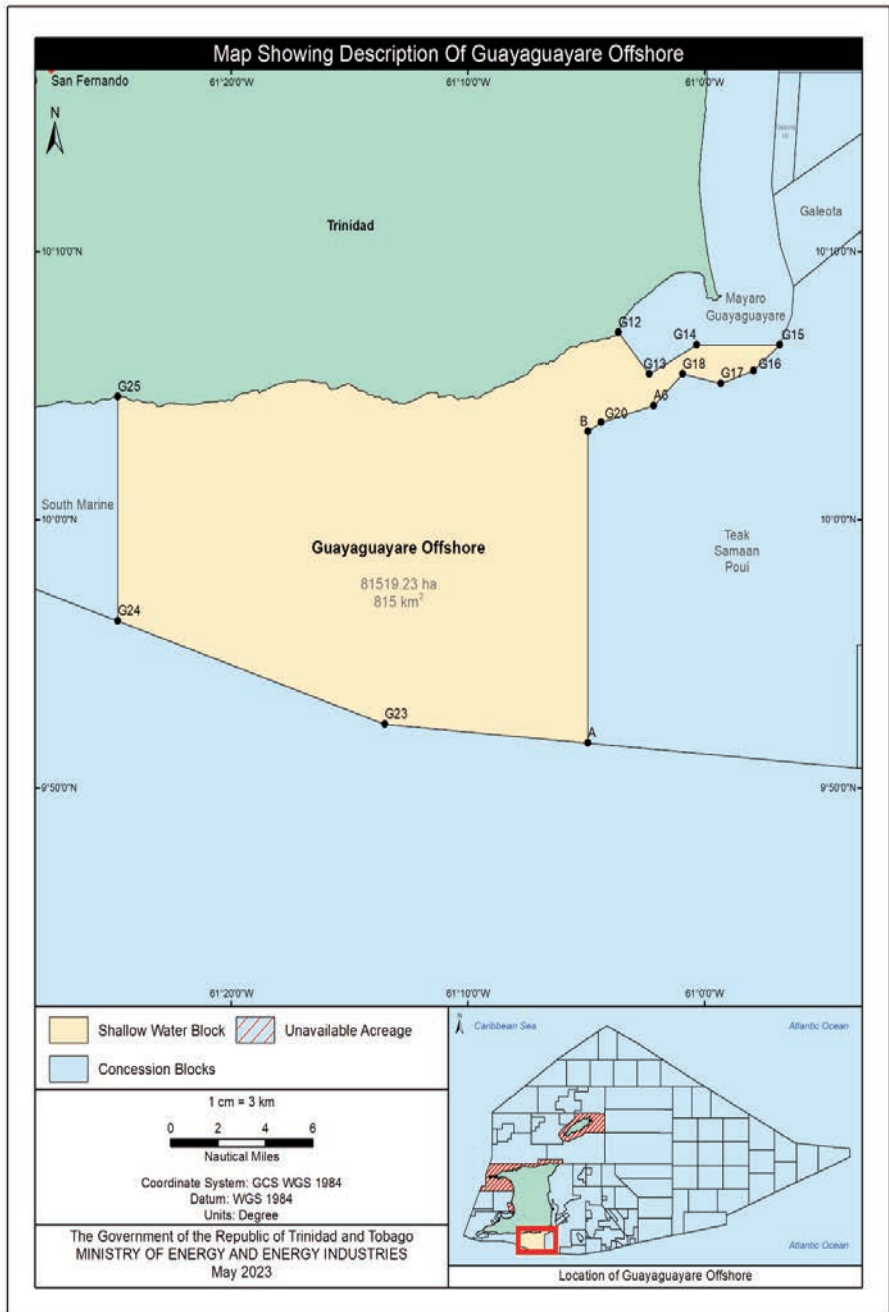 Map Showing Description Of Guayaguayare Offshore
San Fernando
61°20'0"W
61°10'0"W
61°0'0"W
N
Galeota
Trinidad
10°10'0"N
10°10'0"N
Mayaro
Guayaguayare
G12
G14
G15
G13
G18
G16
G17
G25
A6
G20
B
South Marine
10°0'0"N
10°0'0"N
Guayaguayare Offshore
Teak
Samaan
Poui
81519.23 ha
815 km²
G24
G23
A
9°50'0"N
9°50'0"N
61°20'0"W
61°10'0"W
61°0'0"W
Shallow Water Block
Unavailable Acreage
Concession Blocks
1 cm = 3 km
0 2 4 6
Nautical Miles
Coordinate System: GCS WGS 1984
Datum: WGS 1984
Units: Degree
The Government of the Republic of Trinidad and Tobago
MINISTRY OF ENERGY AND ENERGY INDUSTRIES
May 2023
N
Caribbean Sea
Atlantic Ocean
Atlantic Ocean
Location of Guayaguayare Offshore